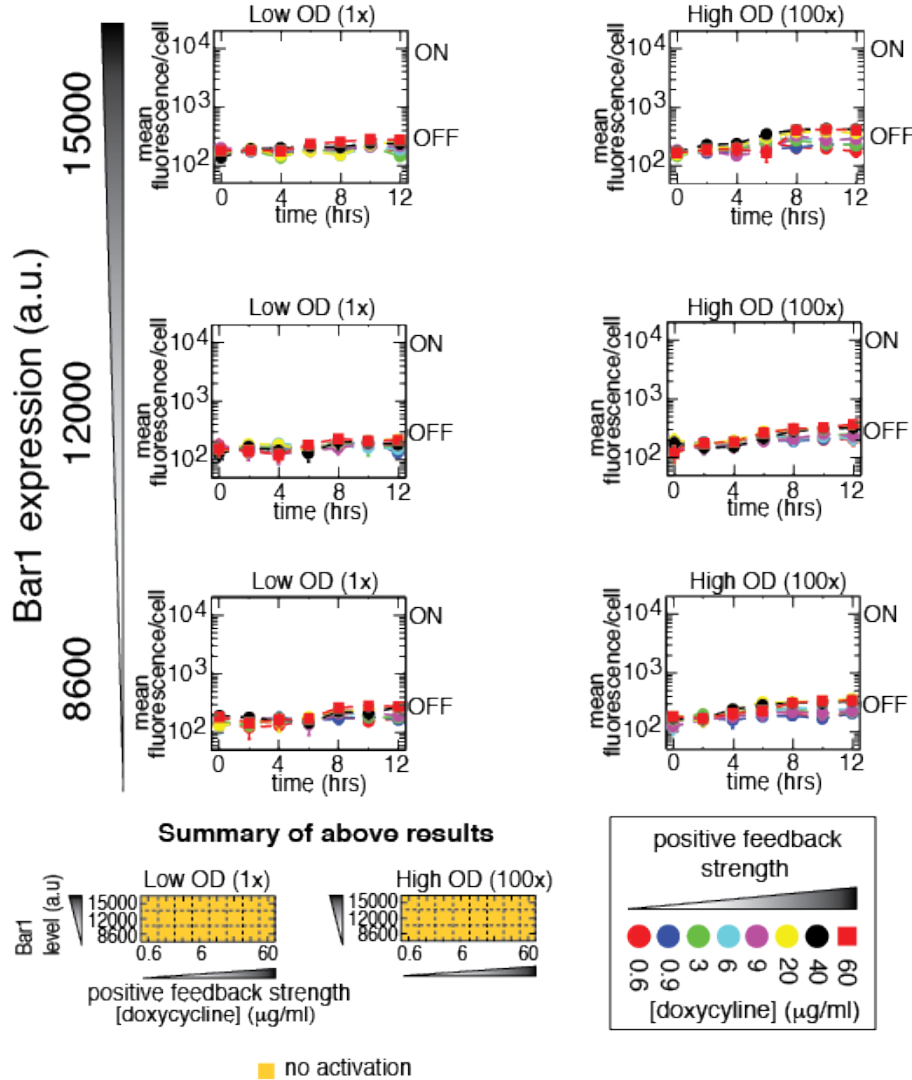 Bar1 expression (a.u.)
15000
12000
8600
Low OD (1x)
mean
fluorescence/cell
10^4
10^3
10^2
ON
OFF
0 4 8 12
time (hrs)
High OD (100x)
mean
fluorescence/cell
10^4
10^3
10^2
ON
OFF
0 4 8 12
time (hrs)
Low OD (1x)
mean
fluorescence/cell
10^4
10^3
10^2
ON
OFF
0 4 8 12
time (hrs)
High OD (100x)
mean
fluorescence/cell
10^4
10^3
10^2
ON
OFF
0 4 8 12
time (hrs)
Low OD (1x)
mean
fluorescence/cell
10^4
10^3
10^2
ON
OFF
0 4 8 12
time (hrs)
High OD (100x)
mean
fluorescence/cell
10^4
10^3
10^2
ON
OFF
0 4 8 12
time (hrs)
Summary of above results
Low OD (1x)
Bar1
level (a.u)
15000
12000
8600
0.6 6 60
positive feedback strength
[doxycycline] (μg/ml)
High OD (100x)
15000
12000
8600
0.6 6 60
no activation
positive feedback
strength
0.6 0.9 3 6 9 20 40 60
[doxycyline] (μg/ml)